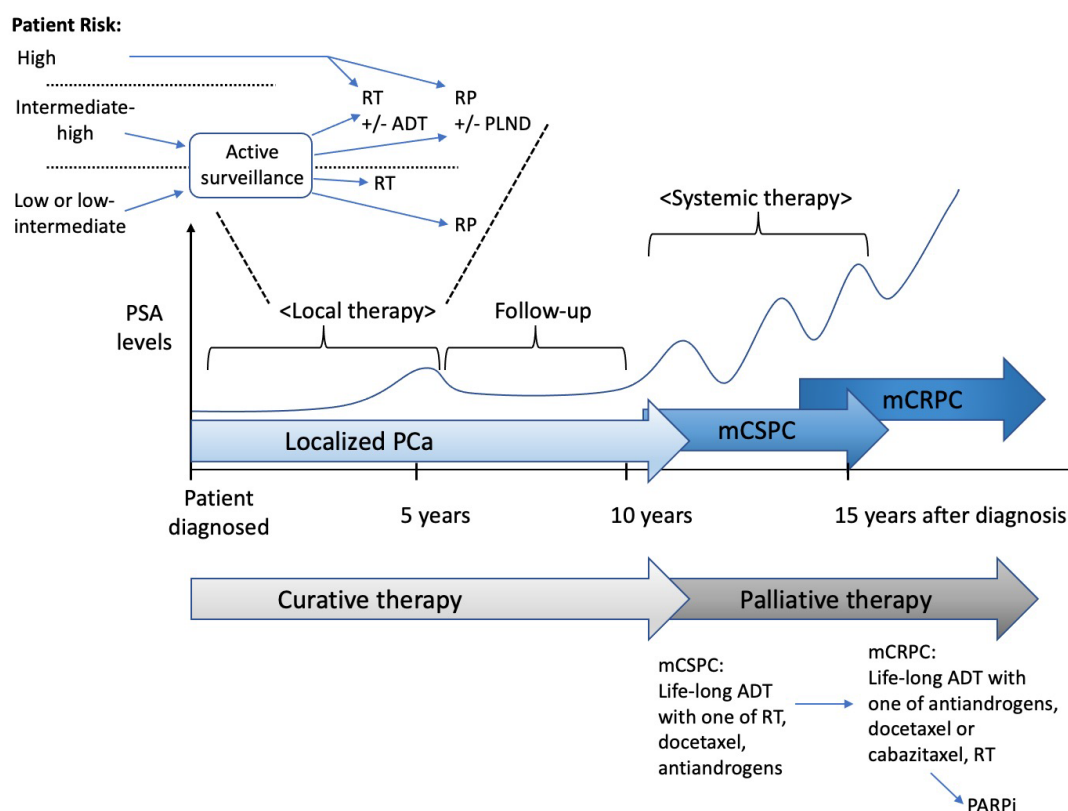 Patient Risk:
High
Intermediate-
high
Low or low-
intermediate
Active
surveillance
RT
+/- ADT
RP
+/- PLND
RT
RP
<Systemic therapy>
PSA
levels
<Local therapy>
Follow-up
Localized PCa
mCSPC
mCRPC
Patient
diagnosed
5 years
10 years
15 years after diagnosis
Curative therapy
Palliative therapy
mCSPC:
Life-long ADT
with one of RT,
docetaxel,
antiandrogens
mCRPC:
Life-long ADT with
one of antiandrogens,
docetaxel or
cabazitaxel, RT
PARPi